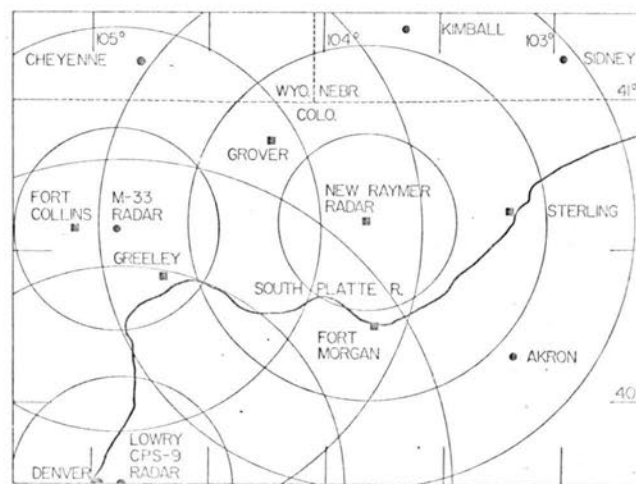 105°
104°
KIMBALL
103°
CHEYENNE
SIDNEY
WYO.
NEBR.
41°
COLO.
GROVER
FORT
COLLINS
M-33
RADAR
NEW RAYMER
RADAR
STERLING
GREELEY
SOUTH PLATTE R.
FORT
MORGAN
AKRON
40°
LOWRY
CPS-9
RADAR
DENVER